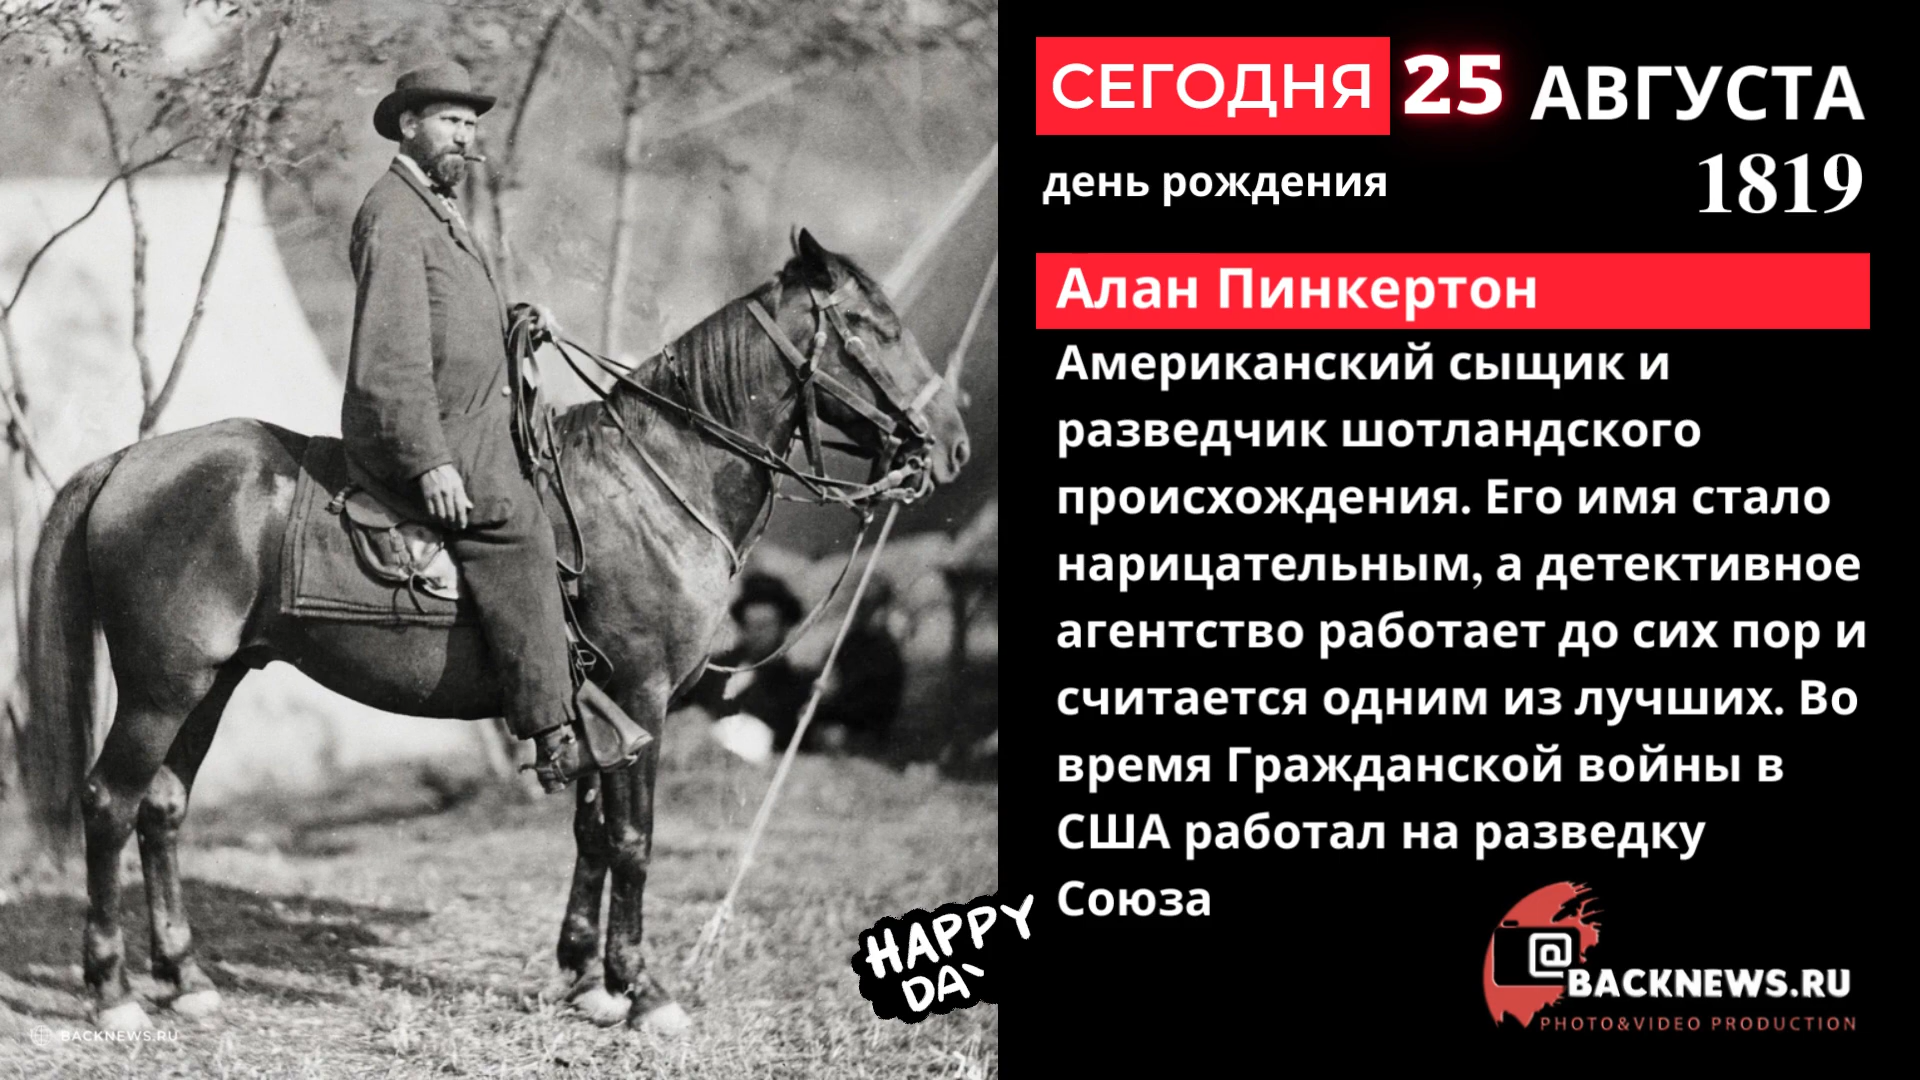 СЕГОДНЯ 25 АВГУСТА
день рождения 1819
Алан Пинкертон
Американский сыщик и
разведчик шотландского
происхождения. Его имя стало
нарицательным, а детективное
агентство работает до сих пор и
считается одним из лучших. Во
время Гражданской войны в
США работал на разведку
Союза
HAPPY
DAY
@BACKNEWS.RU
PHOTO&VIDEO PRODUCTION
BACKNEWS.RU